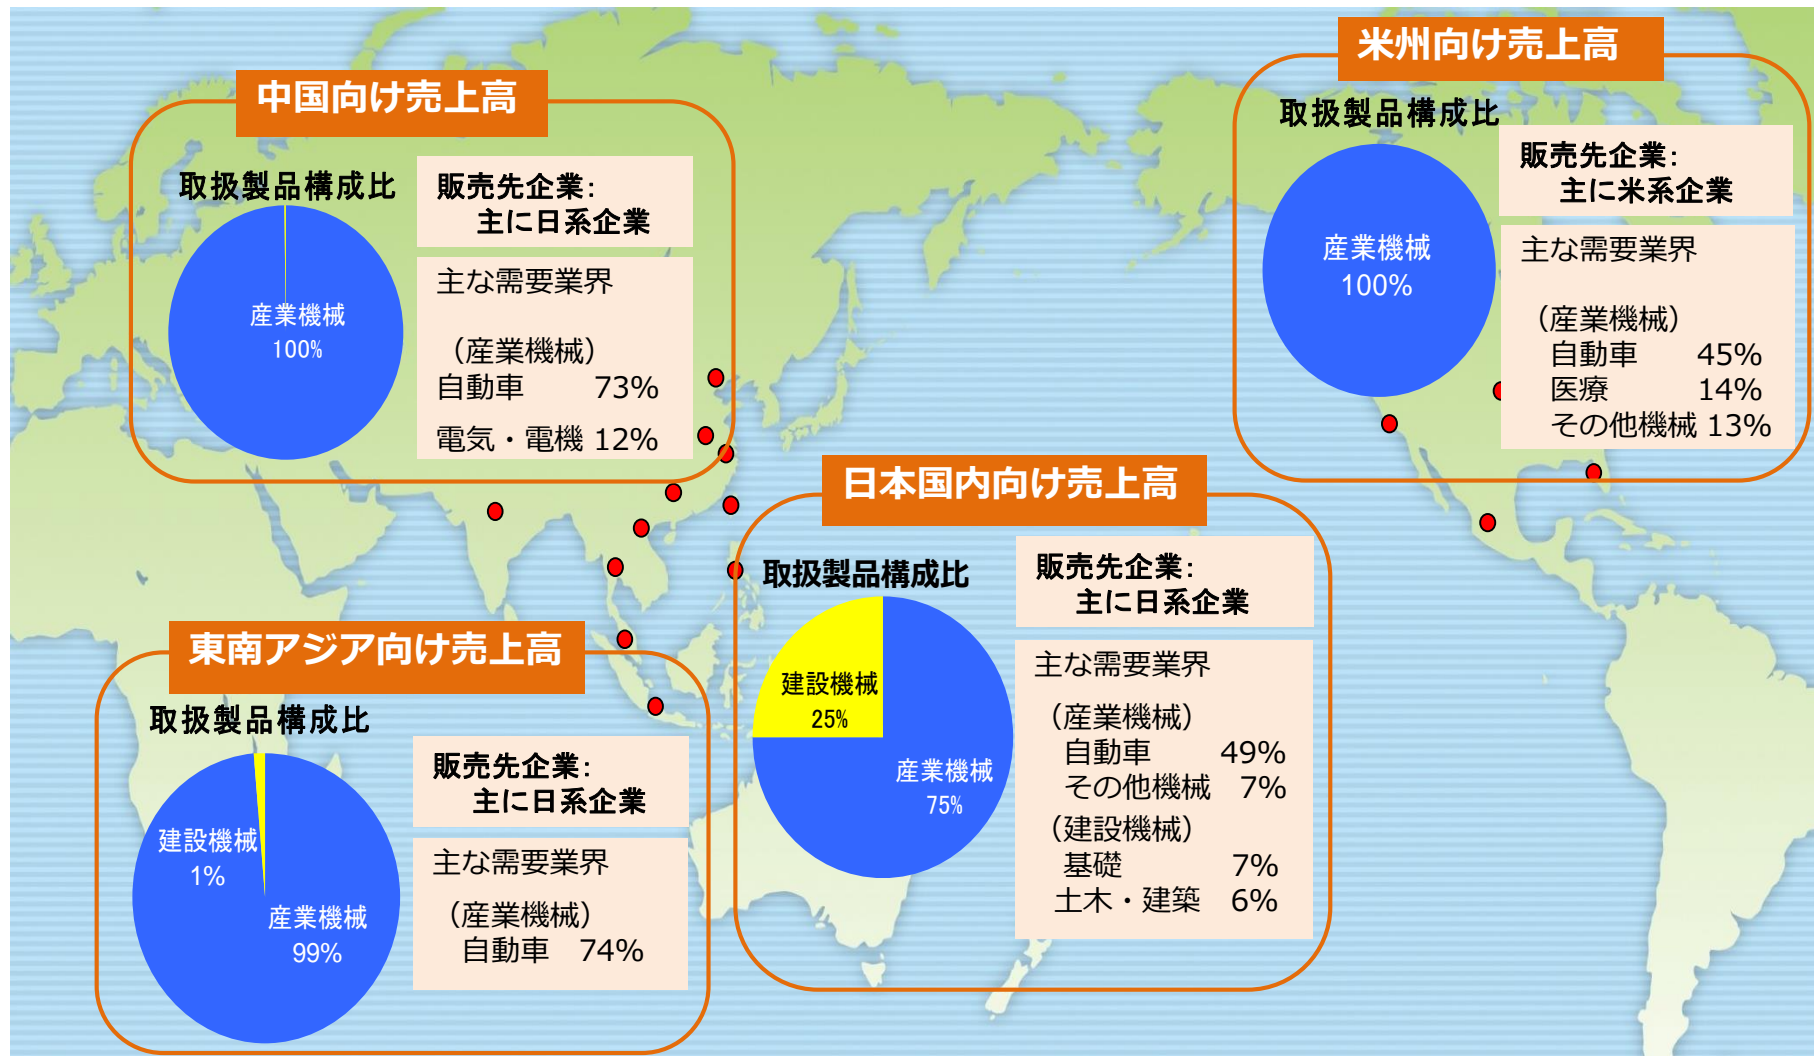 中国向け売上高
取扱製品構成比
産業機械
100%
販売先企業：
主に日系企業
主な需要業界
（産業機械）
自動車 73%
電気・電機 12%
米州向け売上高
取扱製品構成比
産業機械
100%
販売先企業：
主に米系企業
主な需要業界
（産業機械）
自動車 45%
医療 14%
その他機械 13%
日本国内向け売上高
取扱製品構成比
建設機械
25%
産業機械
75%
販売先企業：
主に日系企業
主な需要業界
（産業機械）
自動車 49%
その他機械 7%
（建設機械）
基礎 7%
土木・建築 6%
東南アジア向け売上高
取扱製品構成比
建設機械
1%
産業機械
99%
販売先企業：
主に日系企業
主な需要業界
（産業機械）
自動車 74%